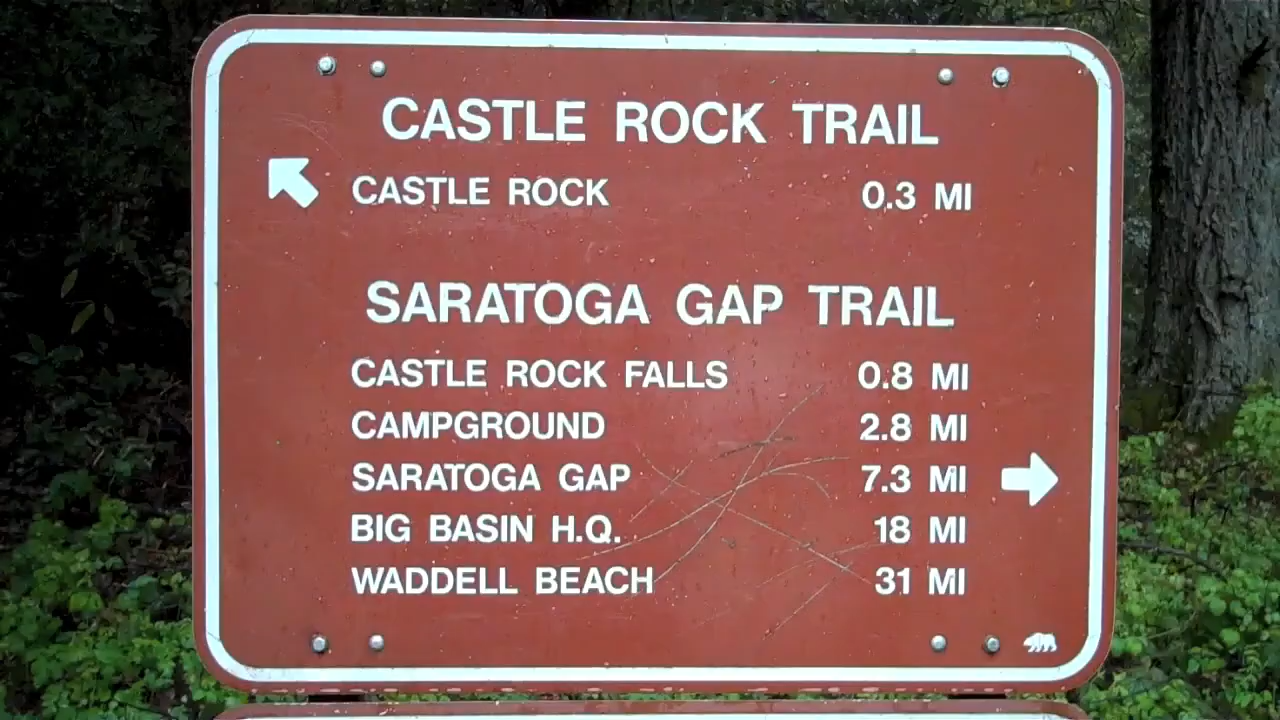 CASTLE ROCK TRAIL
CASTLE ROCK 0.3 MI
SARATOGA GAP TRAIL
CASTLE ROCK FALLS 0.8 MI
CAMPGROUND 2.8 MI
SARATOGA GAP 7.3 MI
BIG BASIN H.Q. 18 MI
WADDELL BEACH 31 MI